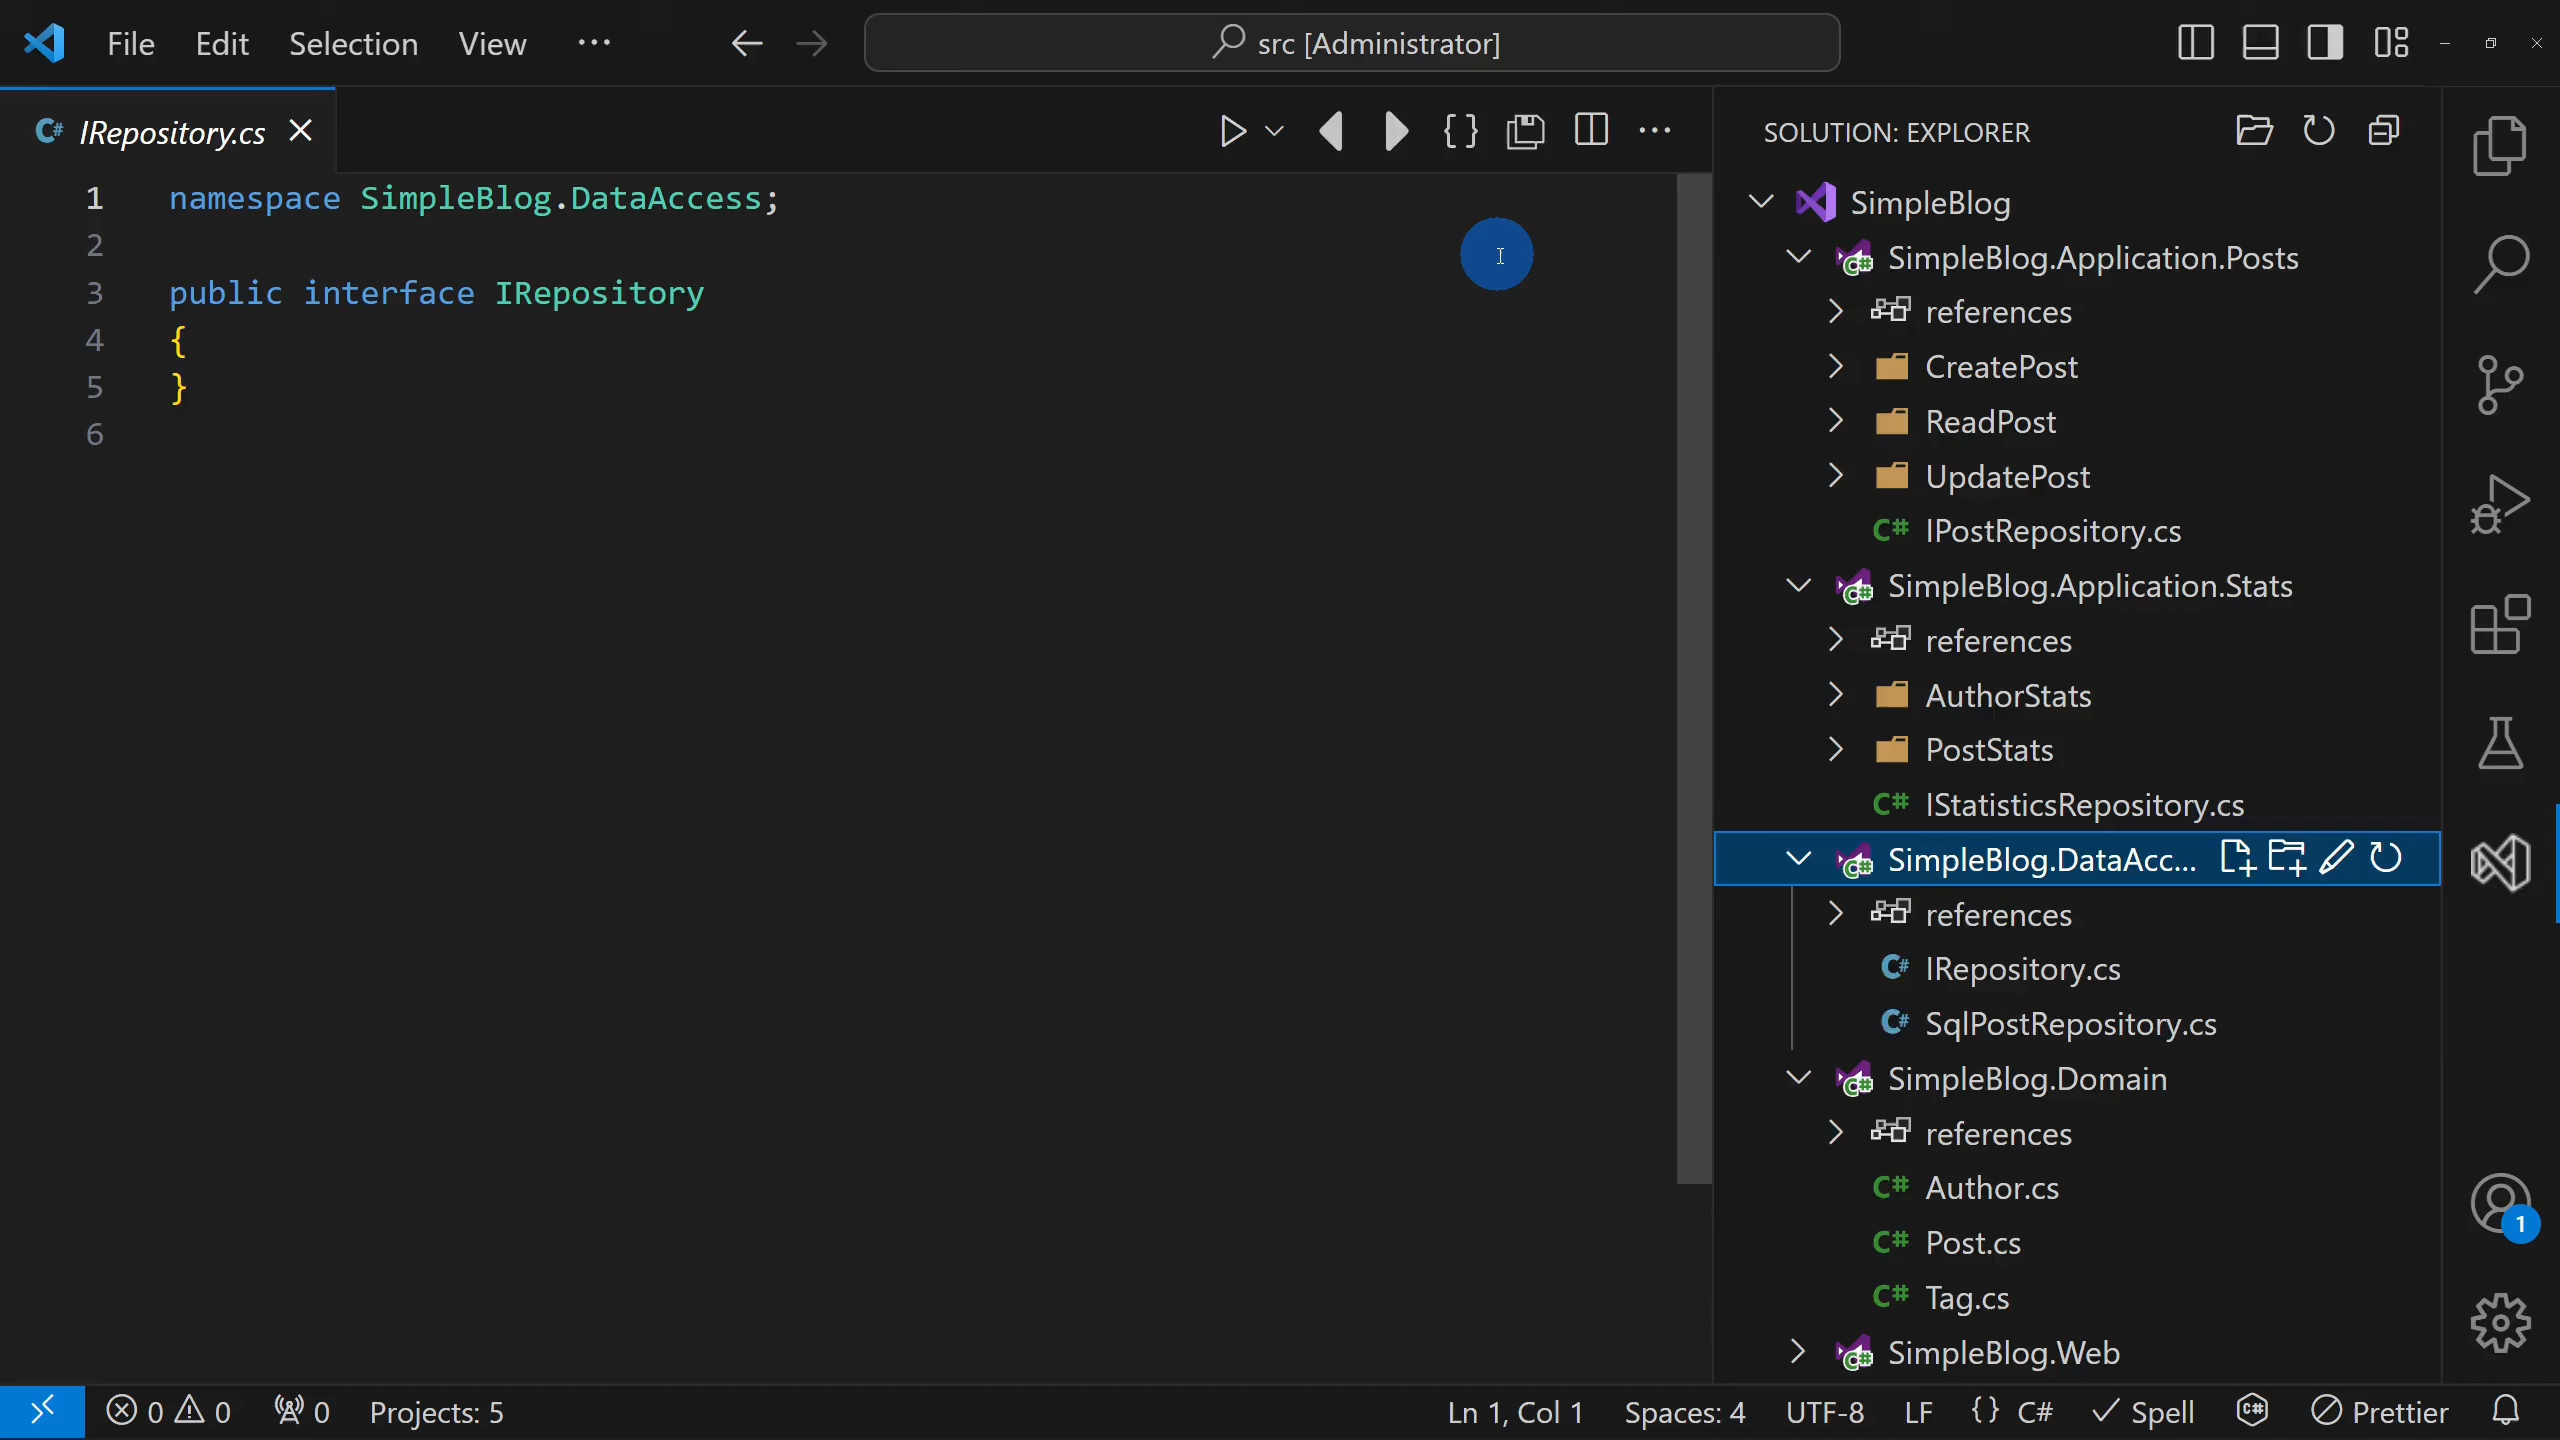 File Edit Selection View ···
src [Administrator]
IRepository.cs
1 namespace SimpleBlog.DataAccess;
2
3 public interface IRepository
4 {
5 }
6
SOLUTION: EXPLORER
SimpleBlog
SimpleBlog.Application.Posts
references
CreatePost
ReadPost
UpdatePost
C# IPostRepository.cs
SimpleBlog.Application.Stats
references
AuthorStats
PostStats
C# IStatisticsRepository.cs
SimpleBlog.DataAcc...
references
C# IRepository.cs
C# SqlPostRepository.cs
SimpleBlog.Domain
references
C# Author.cs
C# Post.cs
C# Tag.cs
SimpleBlog.Web
1
0 0 0 Projects: 5 Ln 1, Col 1 Spaces: 4 UTF-8 LF {} C# Spell Prettier